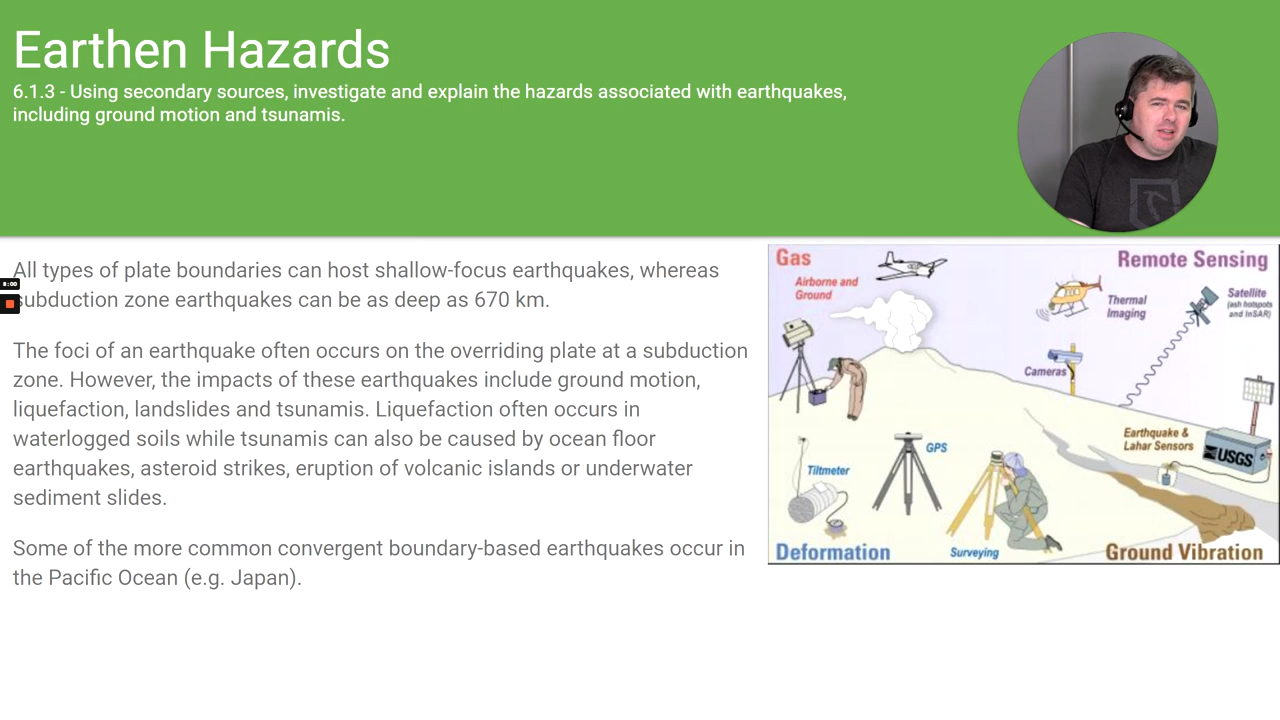 Earthen Hazards
6.1.3 - Using secondary sources, investigate and explain the hazards associated with earthquakes,
including ground motion and tsunamis.
8:00
All types of plate boundaries can host shallow-focus earthquakes, whereas
subduction zone earthquakes can be as deep as 670 km.
The foci of an earthquake often occurs on the overriding plate at a subduction
zone. However, the impacts of these earthquakes include ground motion,
liquefaction, landslides and tsunamis. Liquefaction often occurs in
waterlogged soils while tsunamis can also be caused by ocean floor
earthquakes, asteroid strikes, eruption of volcanic islands or underwater
sediment slides.
Some of the more common convergent boundary-based earthquakes occur in
the Pacific Ocean (e.g. Japan).
Gas
Airborne and
Ground
Remote Sensing
Thermal
Imaging
Satellite
(ash hotspots
and InSAR)
Cameras
Earthquake &
Lahar Sensors
USGS
GPS
Tiltmeter
Deformation
Surveying
Ground Vibration